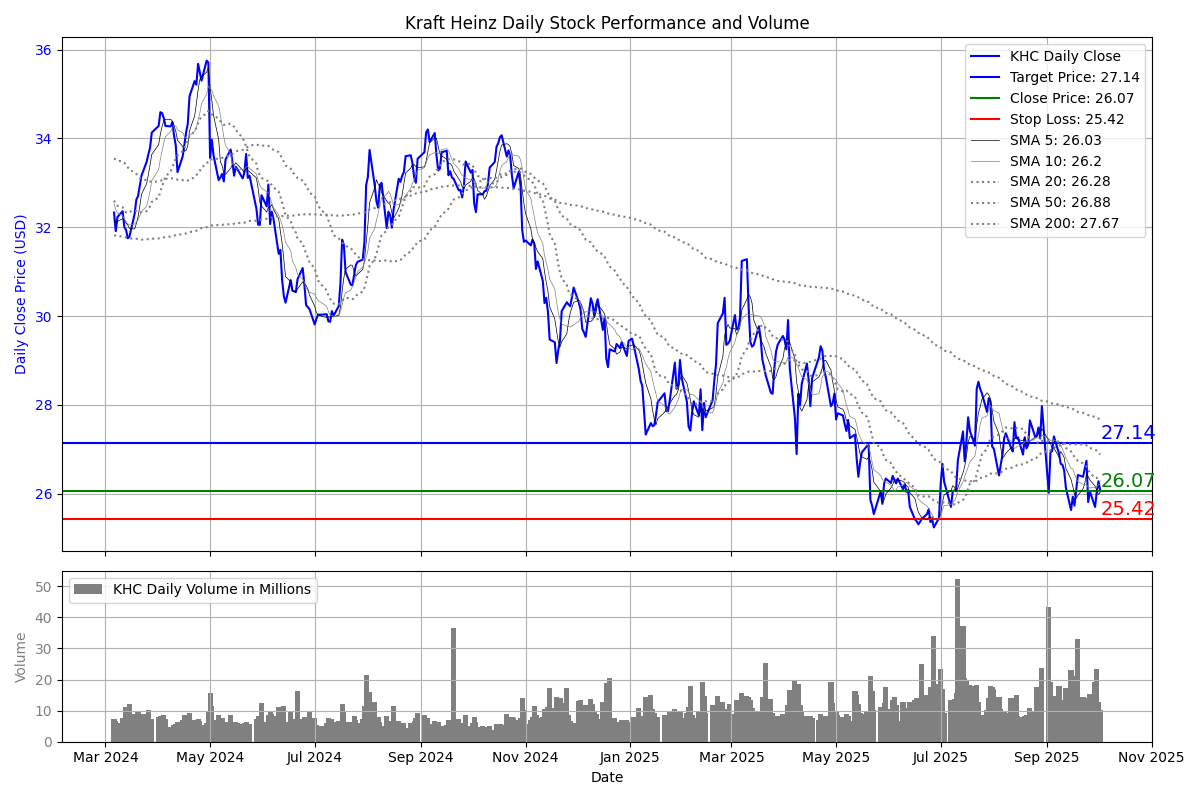 Kraft Heinz Daily Stock Performance and Volume
Daily Close Price (USD)
36
34
32
30
28
26
KHC Daily Close
Target Price: 27.14
Close Price: 26.07
Stop Loss: 25.42
SMA 5: 26.03
SMA 10: 26.2
SMA 20: 26.28
SMA 50: 26.88
SMA 200: 27.67
27.14
26.07
25.42
Volume
50
40
30
20
10
0
KHC Daily Volume in Millions
Mar 2024 May 2024 Jul 2024 Sep 2024 Nov 2024 Jan 2025 Mar 2025 May 2025 Jul 2025 Sep 2025 Nov 2025
Date